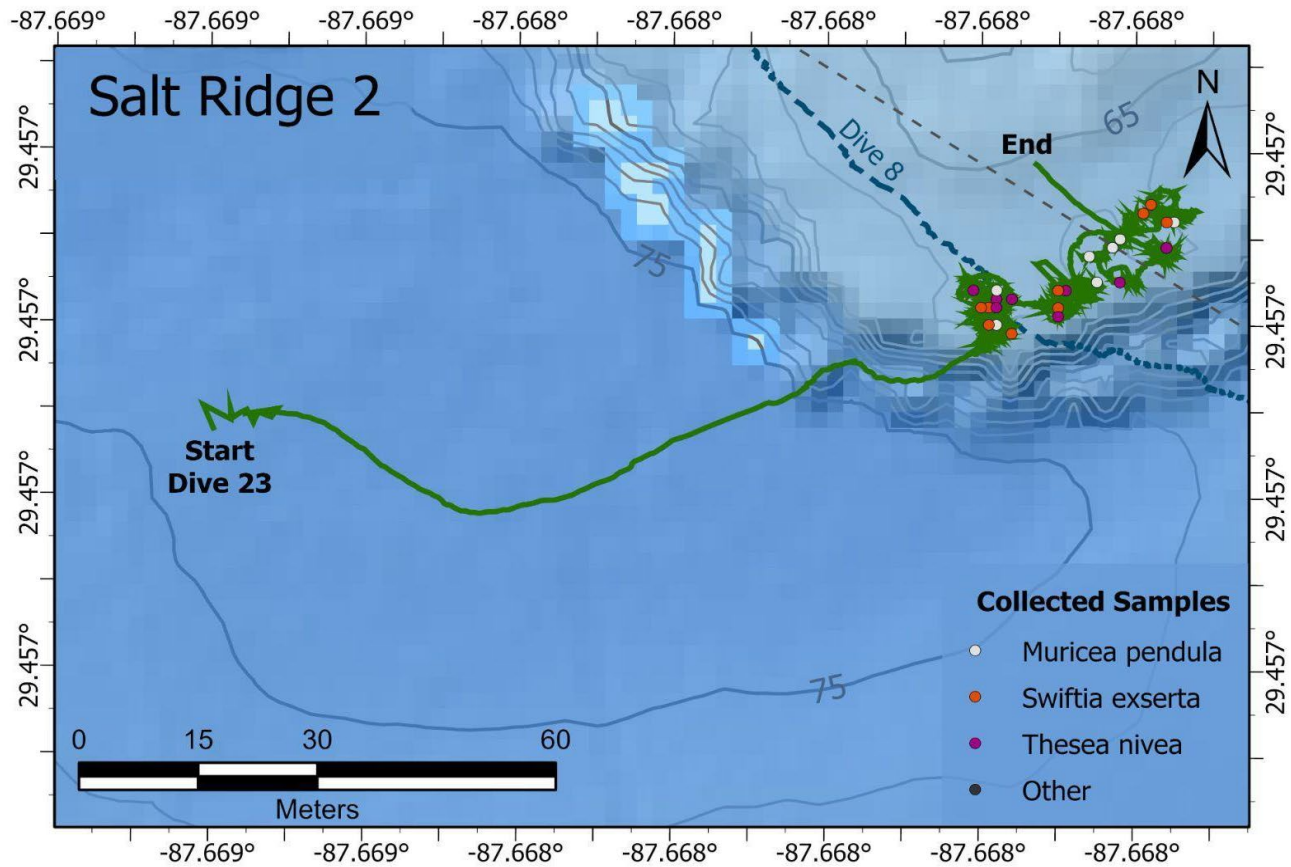 -87.669° -87.669° -87.668° -87.668° -87.668° -87.668° -87.668° -87.668°
Salt Ridge 2
N
65
End
Dive 8
29.457°
29.457°
75
29.457°
29.457°
Start
Dive 23
29.457°
29.457°
Collected Samples
Muricea pendula
29.457°
29.457°
75
Swiftia exserta
0 15 30 60
Thesea nivea
Meters
Other
-87.669° -87.669° -87.668° -87.668° -87.668° -87.668° -87.668°